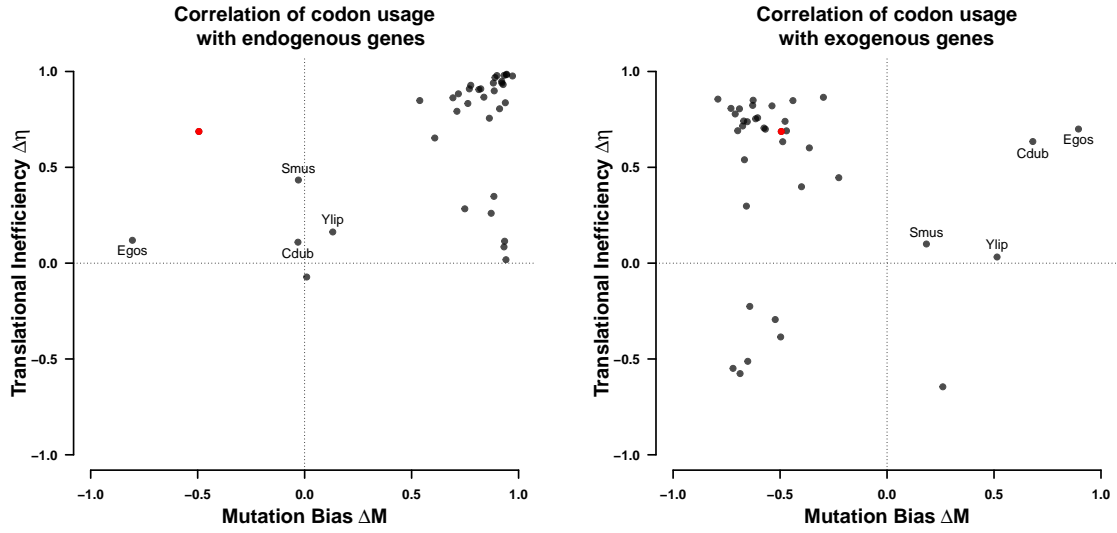 Correlation of codon usage
with endogenous genes
Translational Inefficiency Δη
1.0
0.5
0.0
−0.5
−1.0
Smus
Ylip
Egos
Cdub
−1.0 −0.5 0.0 0.5 1.0
Mutation Bias ΔM
Correlation of codon usage
with exogenous genes
Translational Inefficiency Δη
1.0
0.5
0.0
−0.5
−1.0
Egos
Cdub
Smus
Ylip
−1.0 −0.5 0.0 0.5 1.0
Mutation Bias ΔM